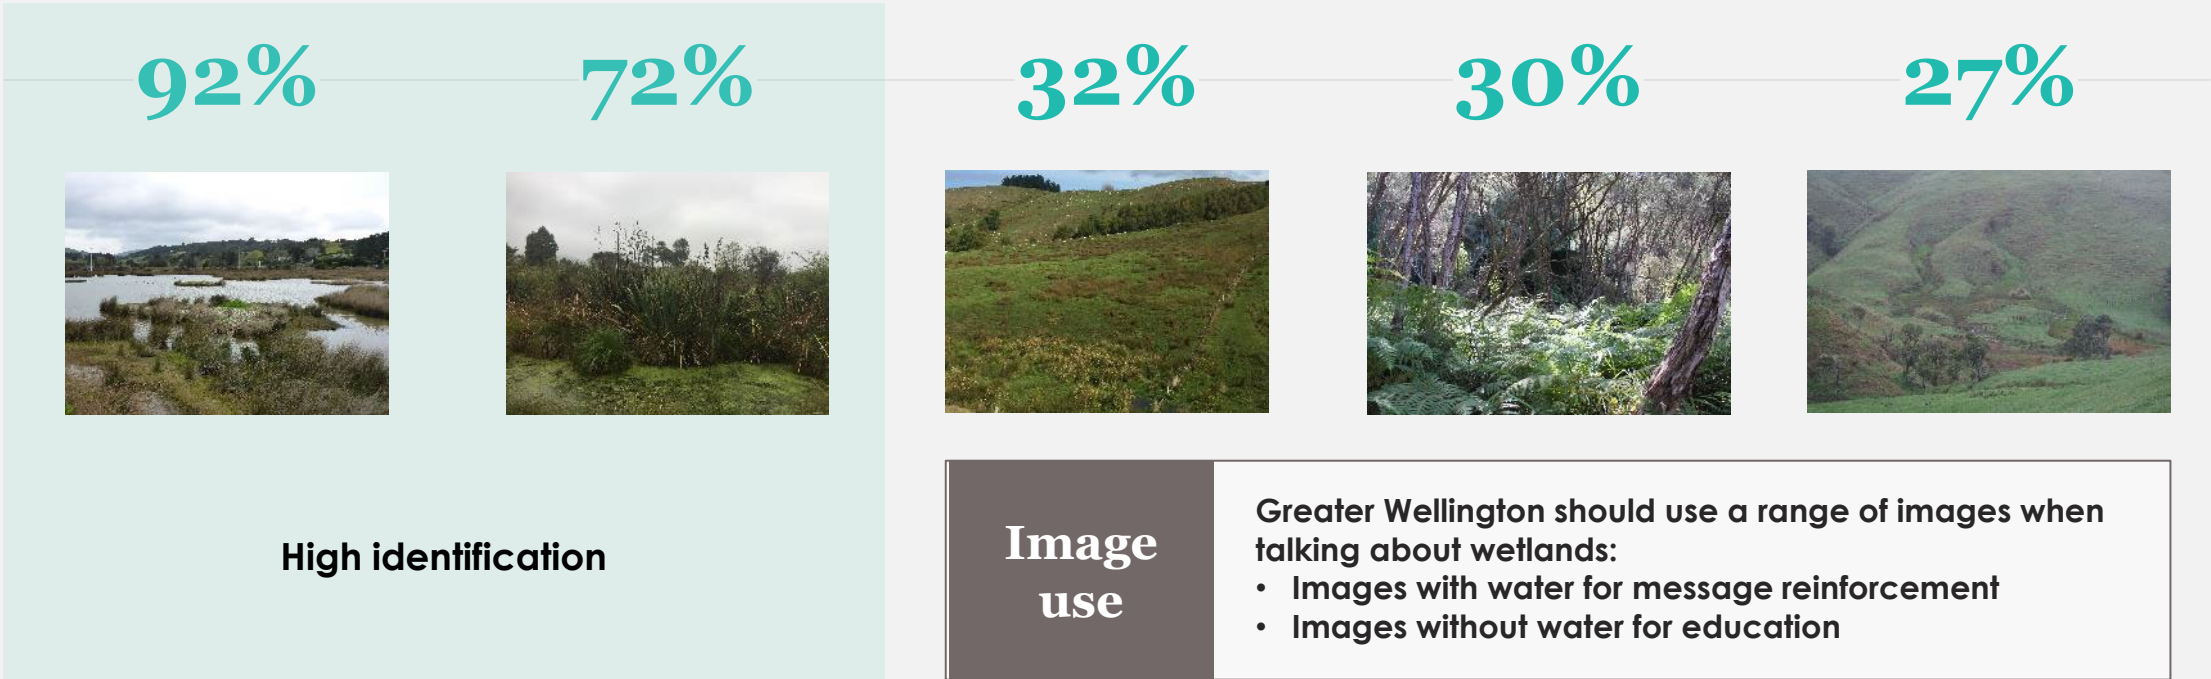 92%
72%
32%
30%
27%
High identification
Image
use
Greater Wellington should use a range of images when
talking about wetlands:
• Images with water for message reinforcement
• Images without water for education